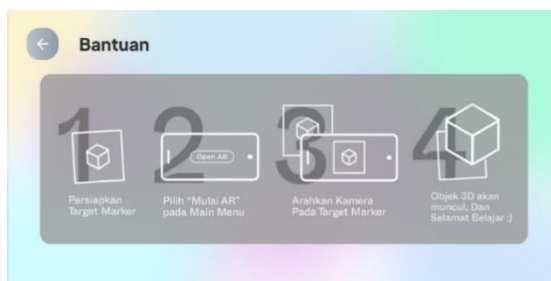 Bantuan
1
Persiapkan
Target Marker
2
Open AR
Pilih "Mulai AR"
pada Main Menu
3
Arahkan Kamera
Pada Target Marker
4
Objek 3D akan
muncul, Dan
Selamat Belajar :)